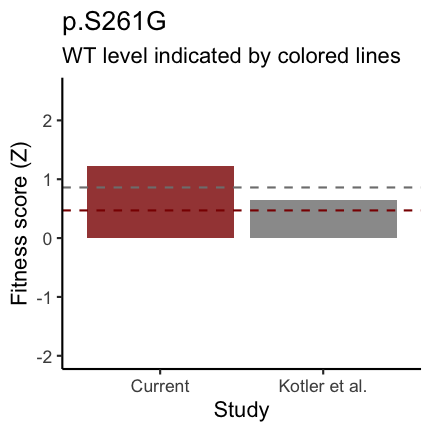 p.S261G
WT level indicated by colored lines
Fitness score (Z)
2
1
0
-1
-2
Current
Kotler et al.
Study